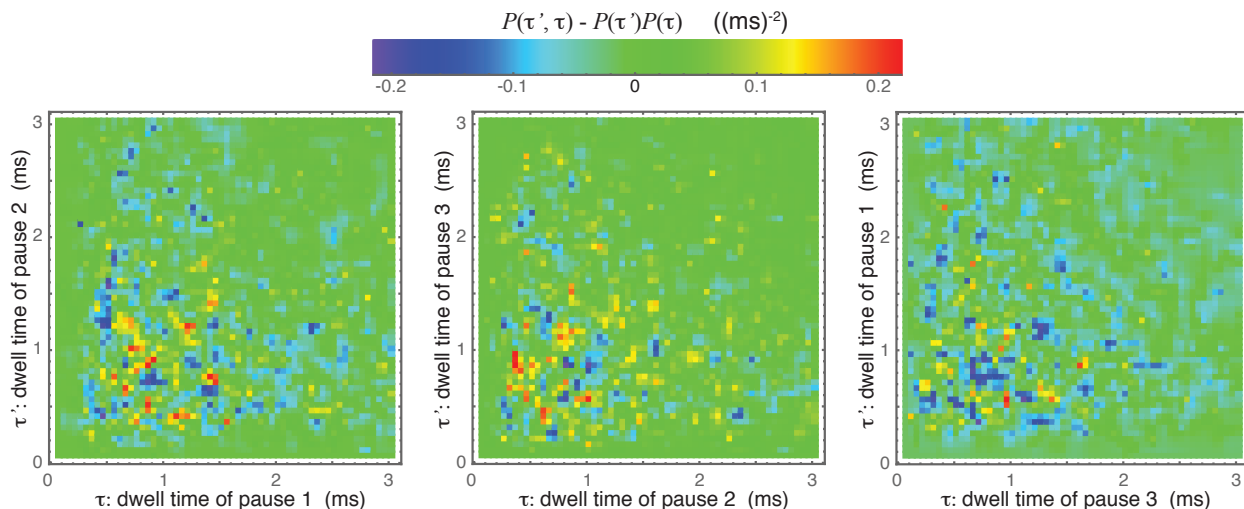 P(τ', τ) - P(τ')P(τ) ((ms)⁻²)
-0.2 -0.1 0 0.1 0.2
3
2
1
0
τ': dwell time of pause 2 (ms)
0 1 2 3
τ: dwell time of pause 1 (ms)
3
2
1
0
τ': dwell time of pause 3 (ms)
0 1 2 3
τ: dwell time of pause 2 (ms)
3
2
1
0
τ': dwell time of pause 1 (ms)
0 1 2 3
τ: dwell time of pause 3 (ms)